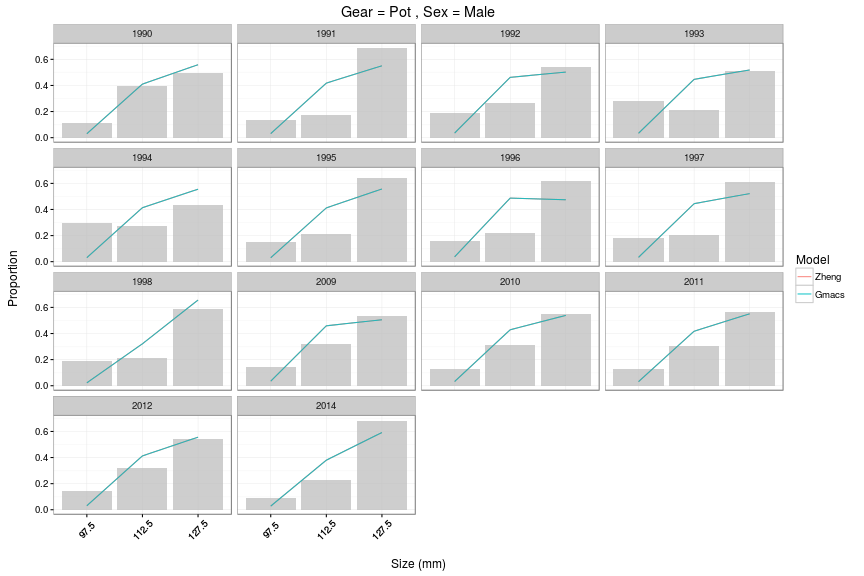 Gear = Pot , Sex = Male
1990 1991 1992 1993
0.6
0.4
0.2
0.0
1994 1995 1996 1997
0.6
0.4
0.2
0.0
1998 2009 2010 2011
0.6
0.4
0.2
0.0
2012 2014
0.6
0.4
0.2
0.0
97.5 112.5 127.5 97.5 112.5 127.5
Size (mm)
Proportion
Model
Zheng
Gmacs